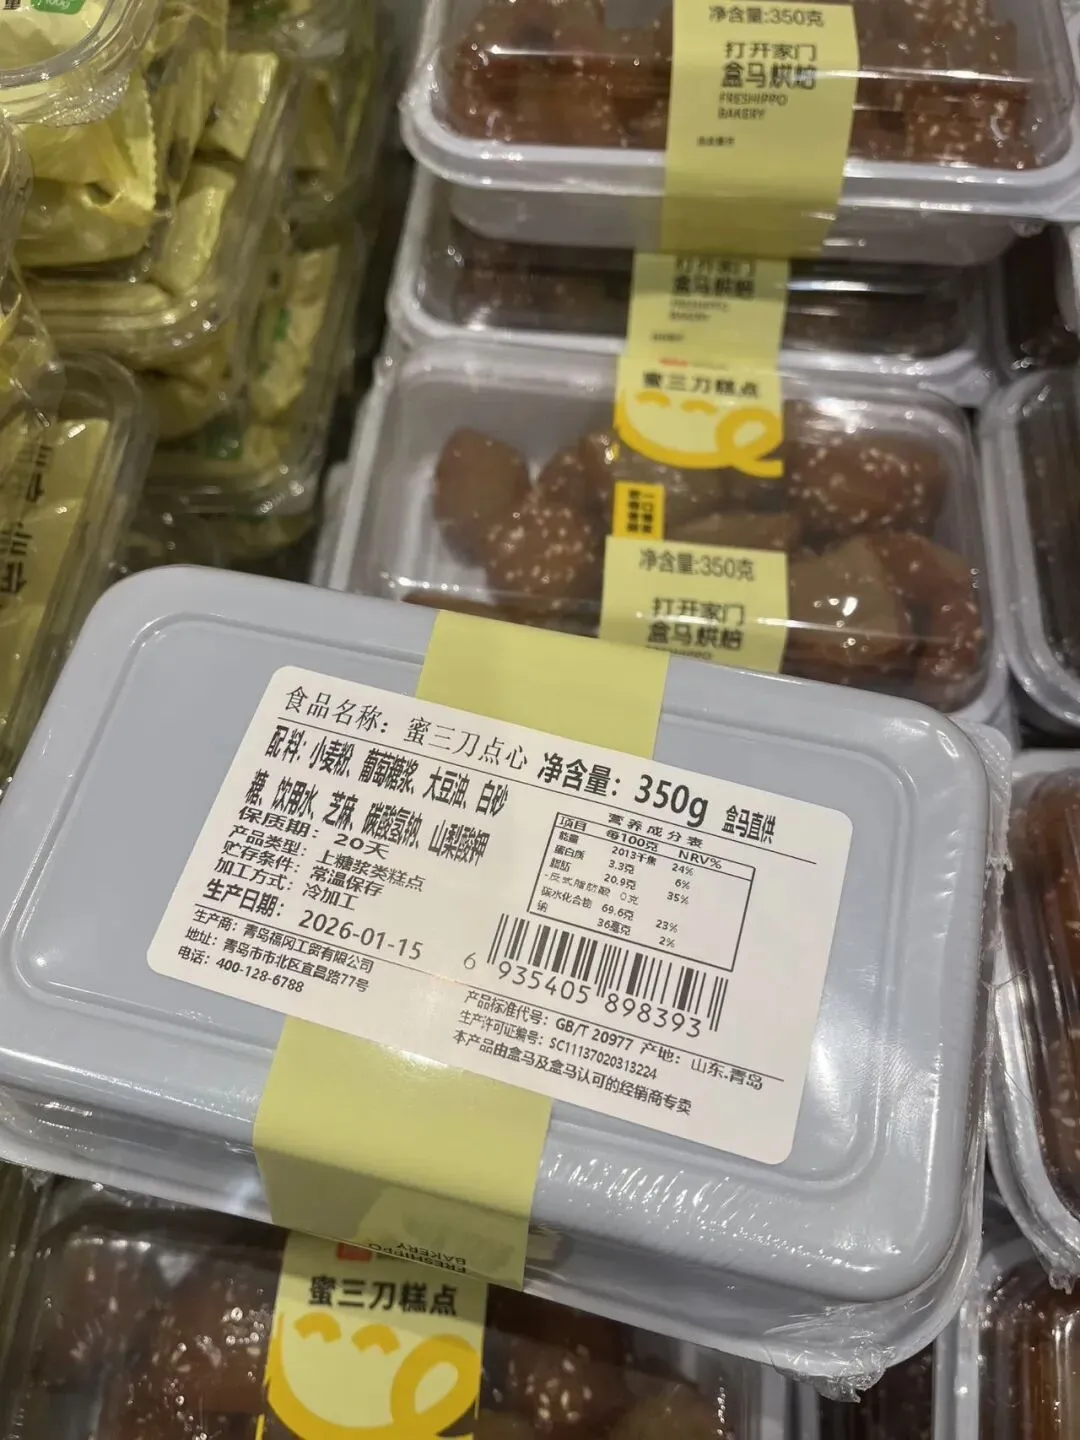 净含量:350克
打开家门
盒马烘焙
FRESHIPPO
BAKERY
打开家门
盒马烘焙
蜜三刀糕点
净含量:350克
打开家门
盒马烘焙
食品名称: 蜜三刀点心 净含量: 350g 盒马直供
配料: 小麦粉、葡萄糖浆、大豆油、白砂
糖、饮用水、芝麻、碳酸氢钠、山梨酸钾
保质期: 20天
产品类型: 上糖浆类糕点
贮存条件: 常温保存
加工方式: 冷加工
生产日期: 2026-01-15
生产商: 青岛福冈工贸有限公司
地址: 青岛市市北区宜昌路77号
电话: 400-128-6788
营养成分表
项目 每100克 NRV%
能量 2013千焦 24%
蛋白质 3.3克 6%
脂肪 20.9克 35%
-反式脂肪酸 0克
碳水化合物 69.6克 23%
钠 36毫克 2%
6 935405 898393
产品标准代号: GB/T 20977 产地: 山东.青岛
生产许可证编号: SC11137020313224
本产品由盒马及盒马认可的经销商专卖
FRESHIPPO
BAKERY
蜜三刀糕点